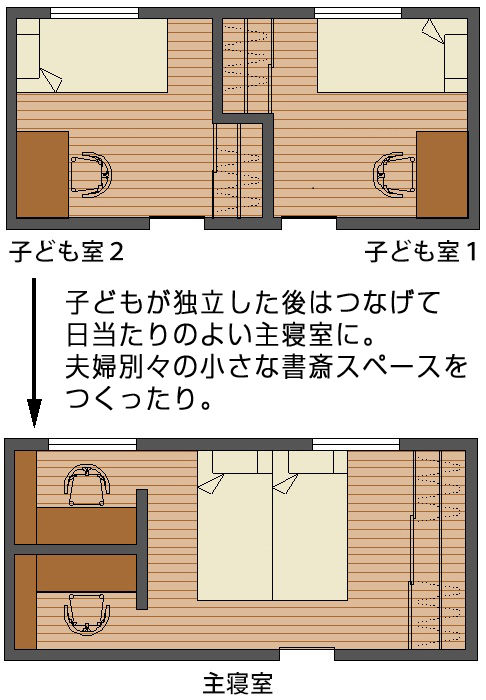 子ども室２
子ども室１
子どもが独立した後はつなげて
日当たりのよい主寝室に。
夫婦別々の小さな書斎スペースを
つくったり。
主寝室